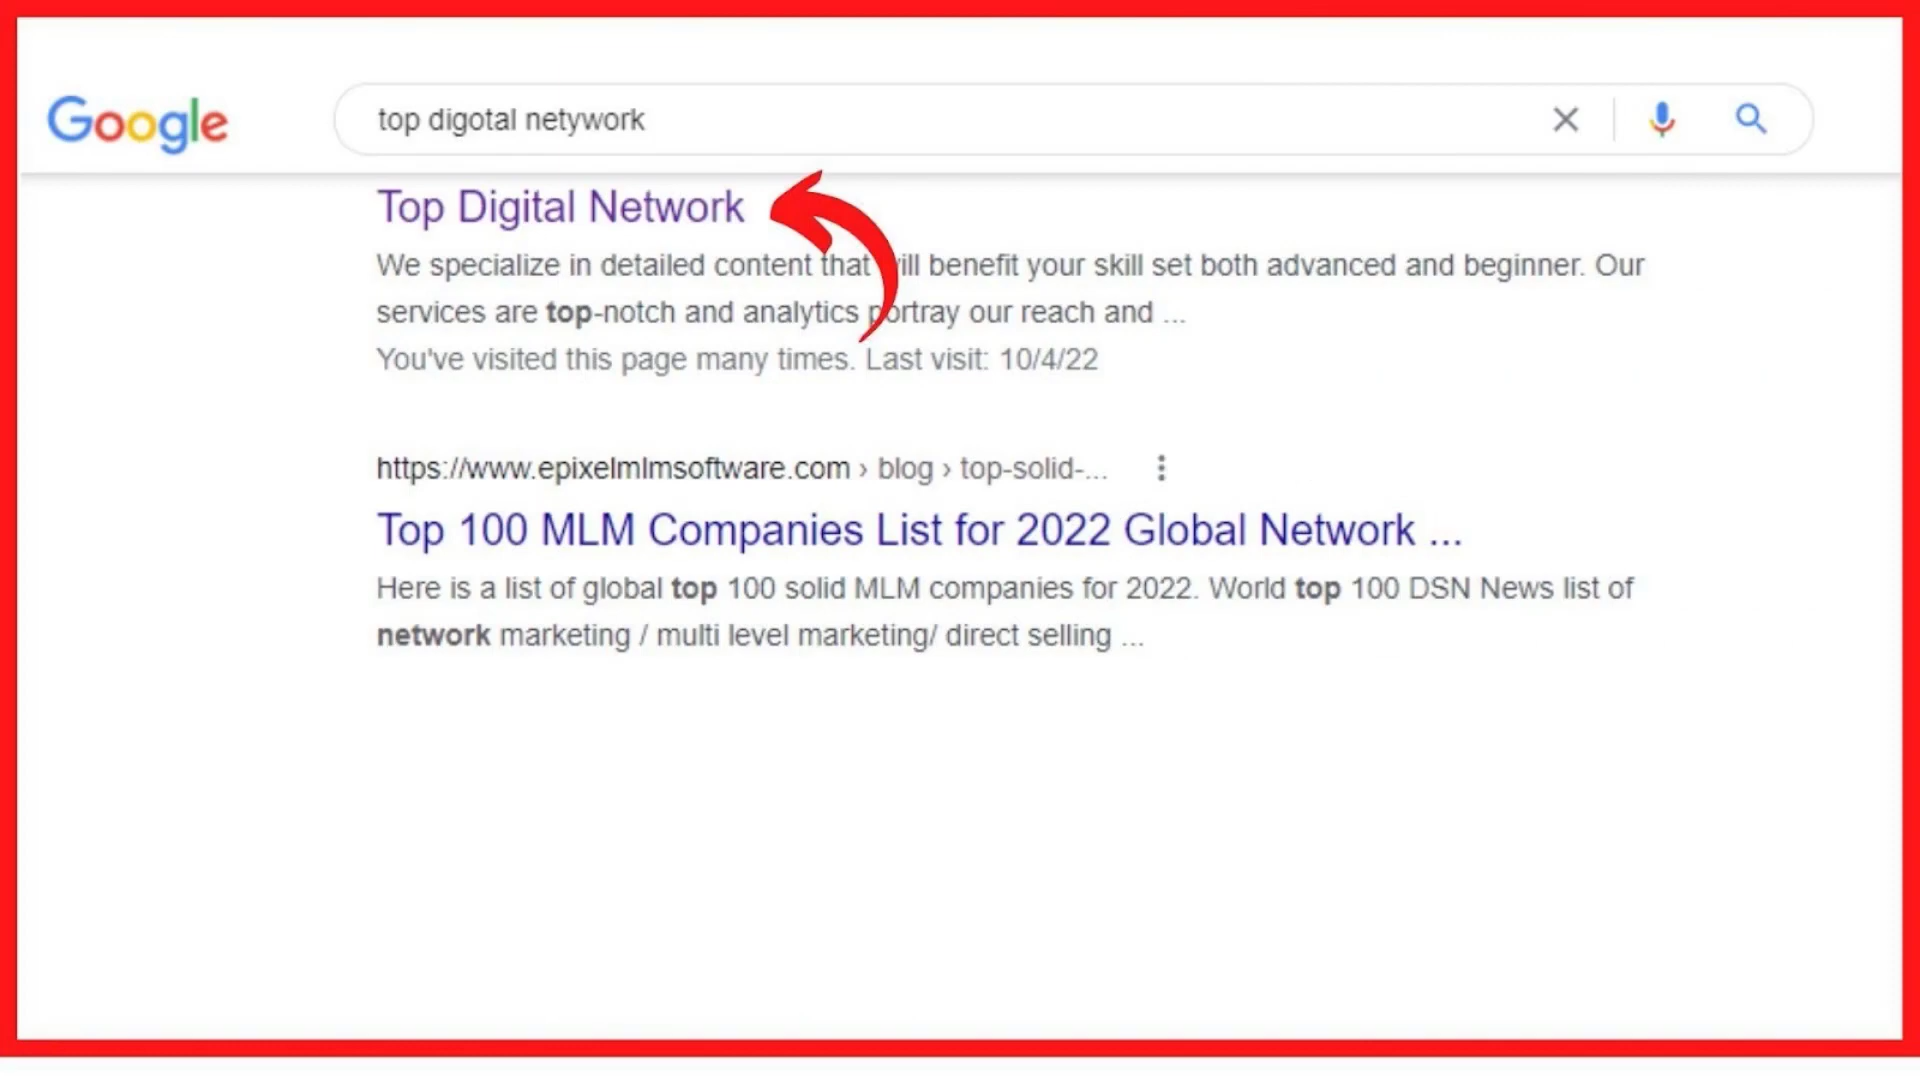 Google
top digotal netywork
Top Digital Network
We specialize in detailed content that will benefit your skill set both advanced and beginner. Our
services are top-notch and analytics portray our reach and ...
You've visited this page many times. Last visit: 10/4/22
https://www.epixelmlmsoftware.com › blog › top-solid-...
Top 100 MLM Companies List for 2022 Global Network ...
Here is a list of global top 100 solid MLM companies for 2022. World top 100 DSN News list of
network marketing / multi level marketing/ direct selling ...